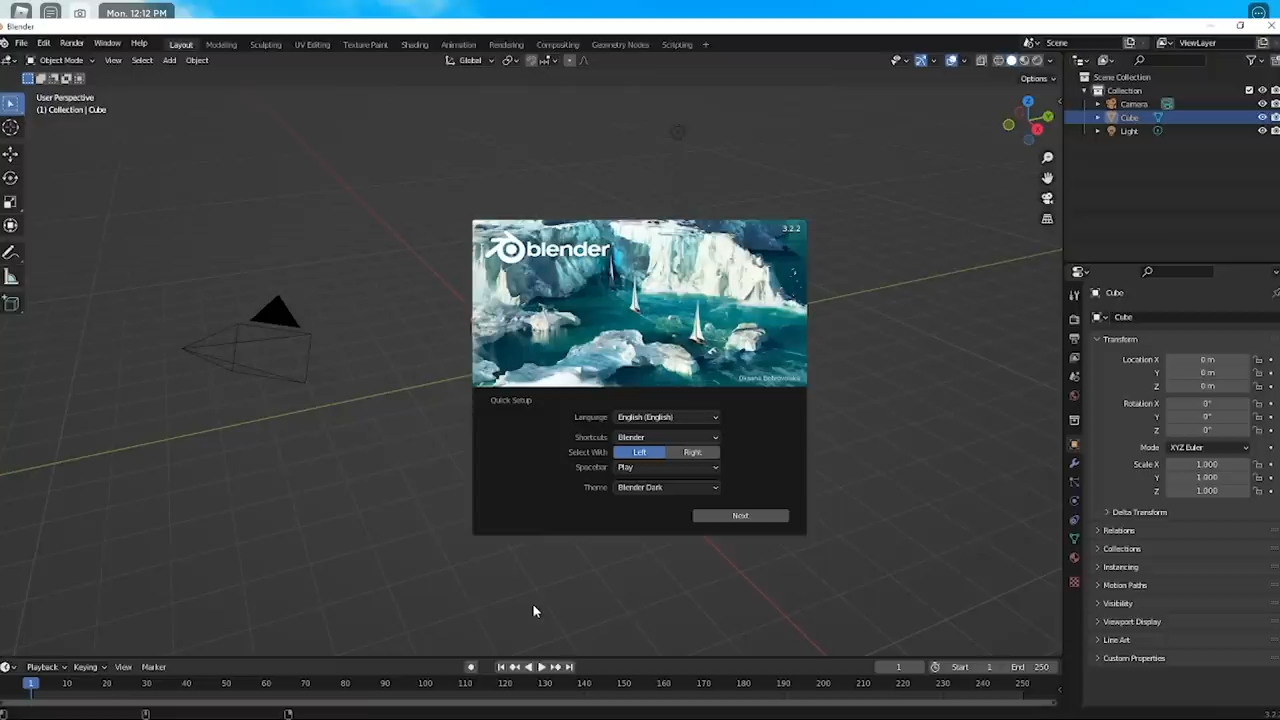 Mon. 12:12 PM
Blender
File Edit Render Window Help Layout Modeling Sculpting UV Editing Texture Paint Shading Animation Rendering Compositing Geometry Nodes Scripting + Scene ViewLayer
Object Mode View Select Add Object Global
Options
User Perspective
(1) Collection | Cube
Scene Collection
Collection
Camera
Cube
Light
blender
3.2.2
Quick Setup
Language English (English)
Shortcuts Blender
Select With Left Right
Spacebar Play
Theme Blender Dark
Next
Cube
Cube
Transform
Location X 0 m
Y 0 m
Z 0 m
Rotation X 0°
Y 0°
Z 0°
Mode XYZ Euler
Scale X 1.000
Y 1.000
Z 1.000
Delta Transform
Relations
Collections
Instancing
Motion Paths
Visibility
Viewport Display
Line Art
Custom Properties
Playback Keying View Marker 1 Start 1 End 250
1 10 20 30 40 50 60 70 80 90 100 110 120 130 140 150 160 170 180 190 200 210 220 230 240 250